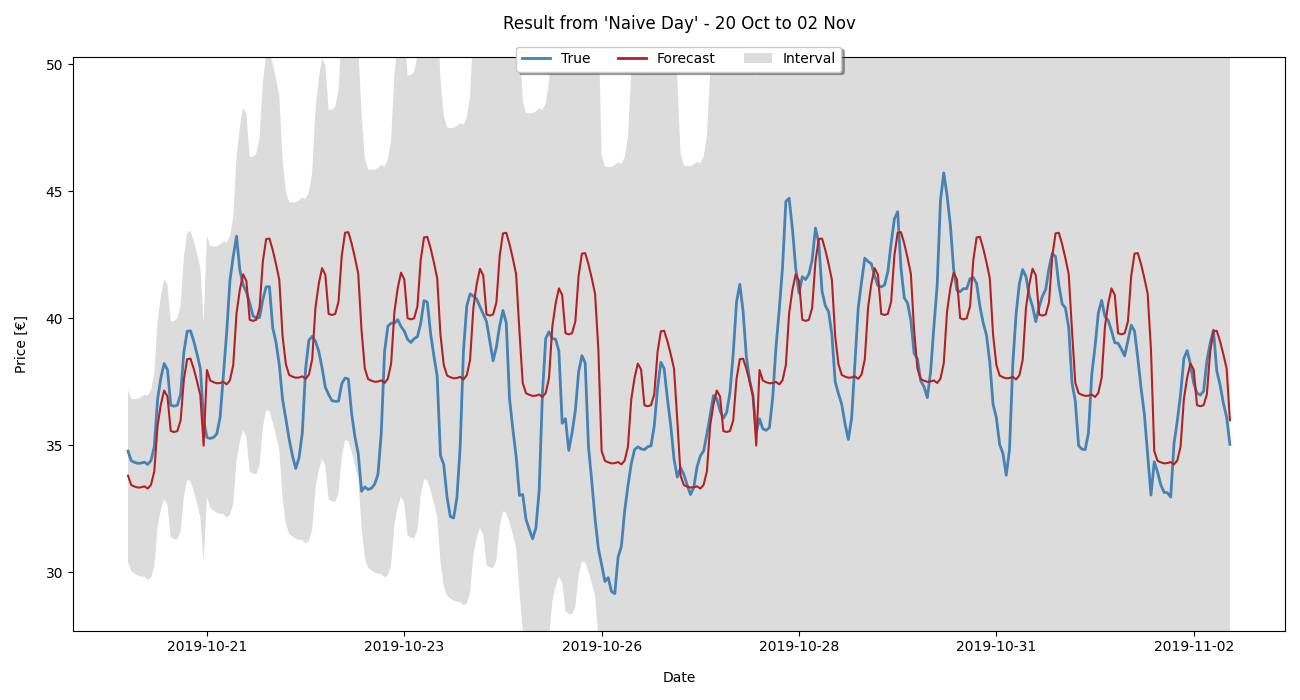 Result from 'Naive Day' - 20 Oct to 02 Nov
True Forecast Interval
50
45
40
35
30
Price [€]
2019-10-21 2019-10-23 2019-10-26 2019-10-28 2019-10-31 2019-11-02
Date